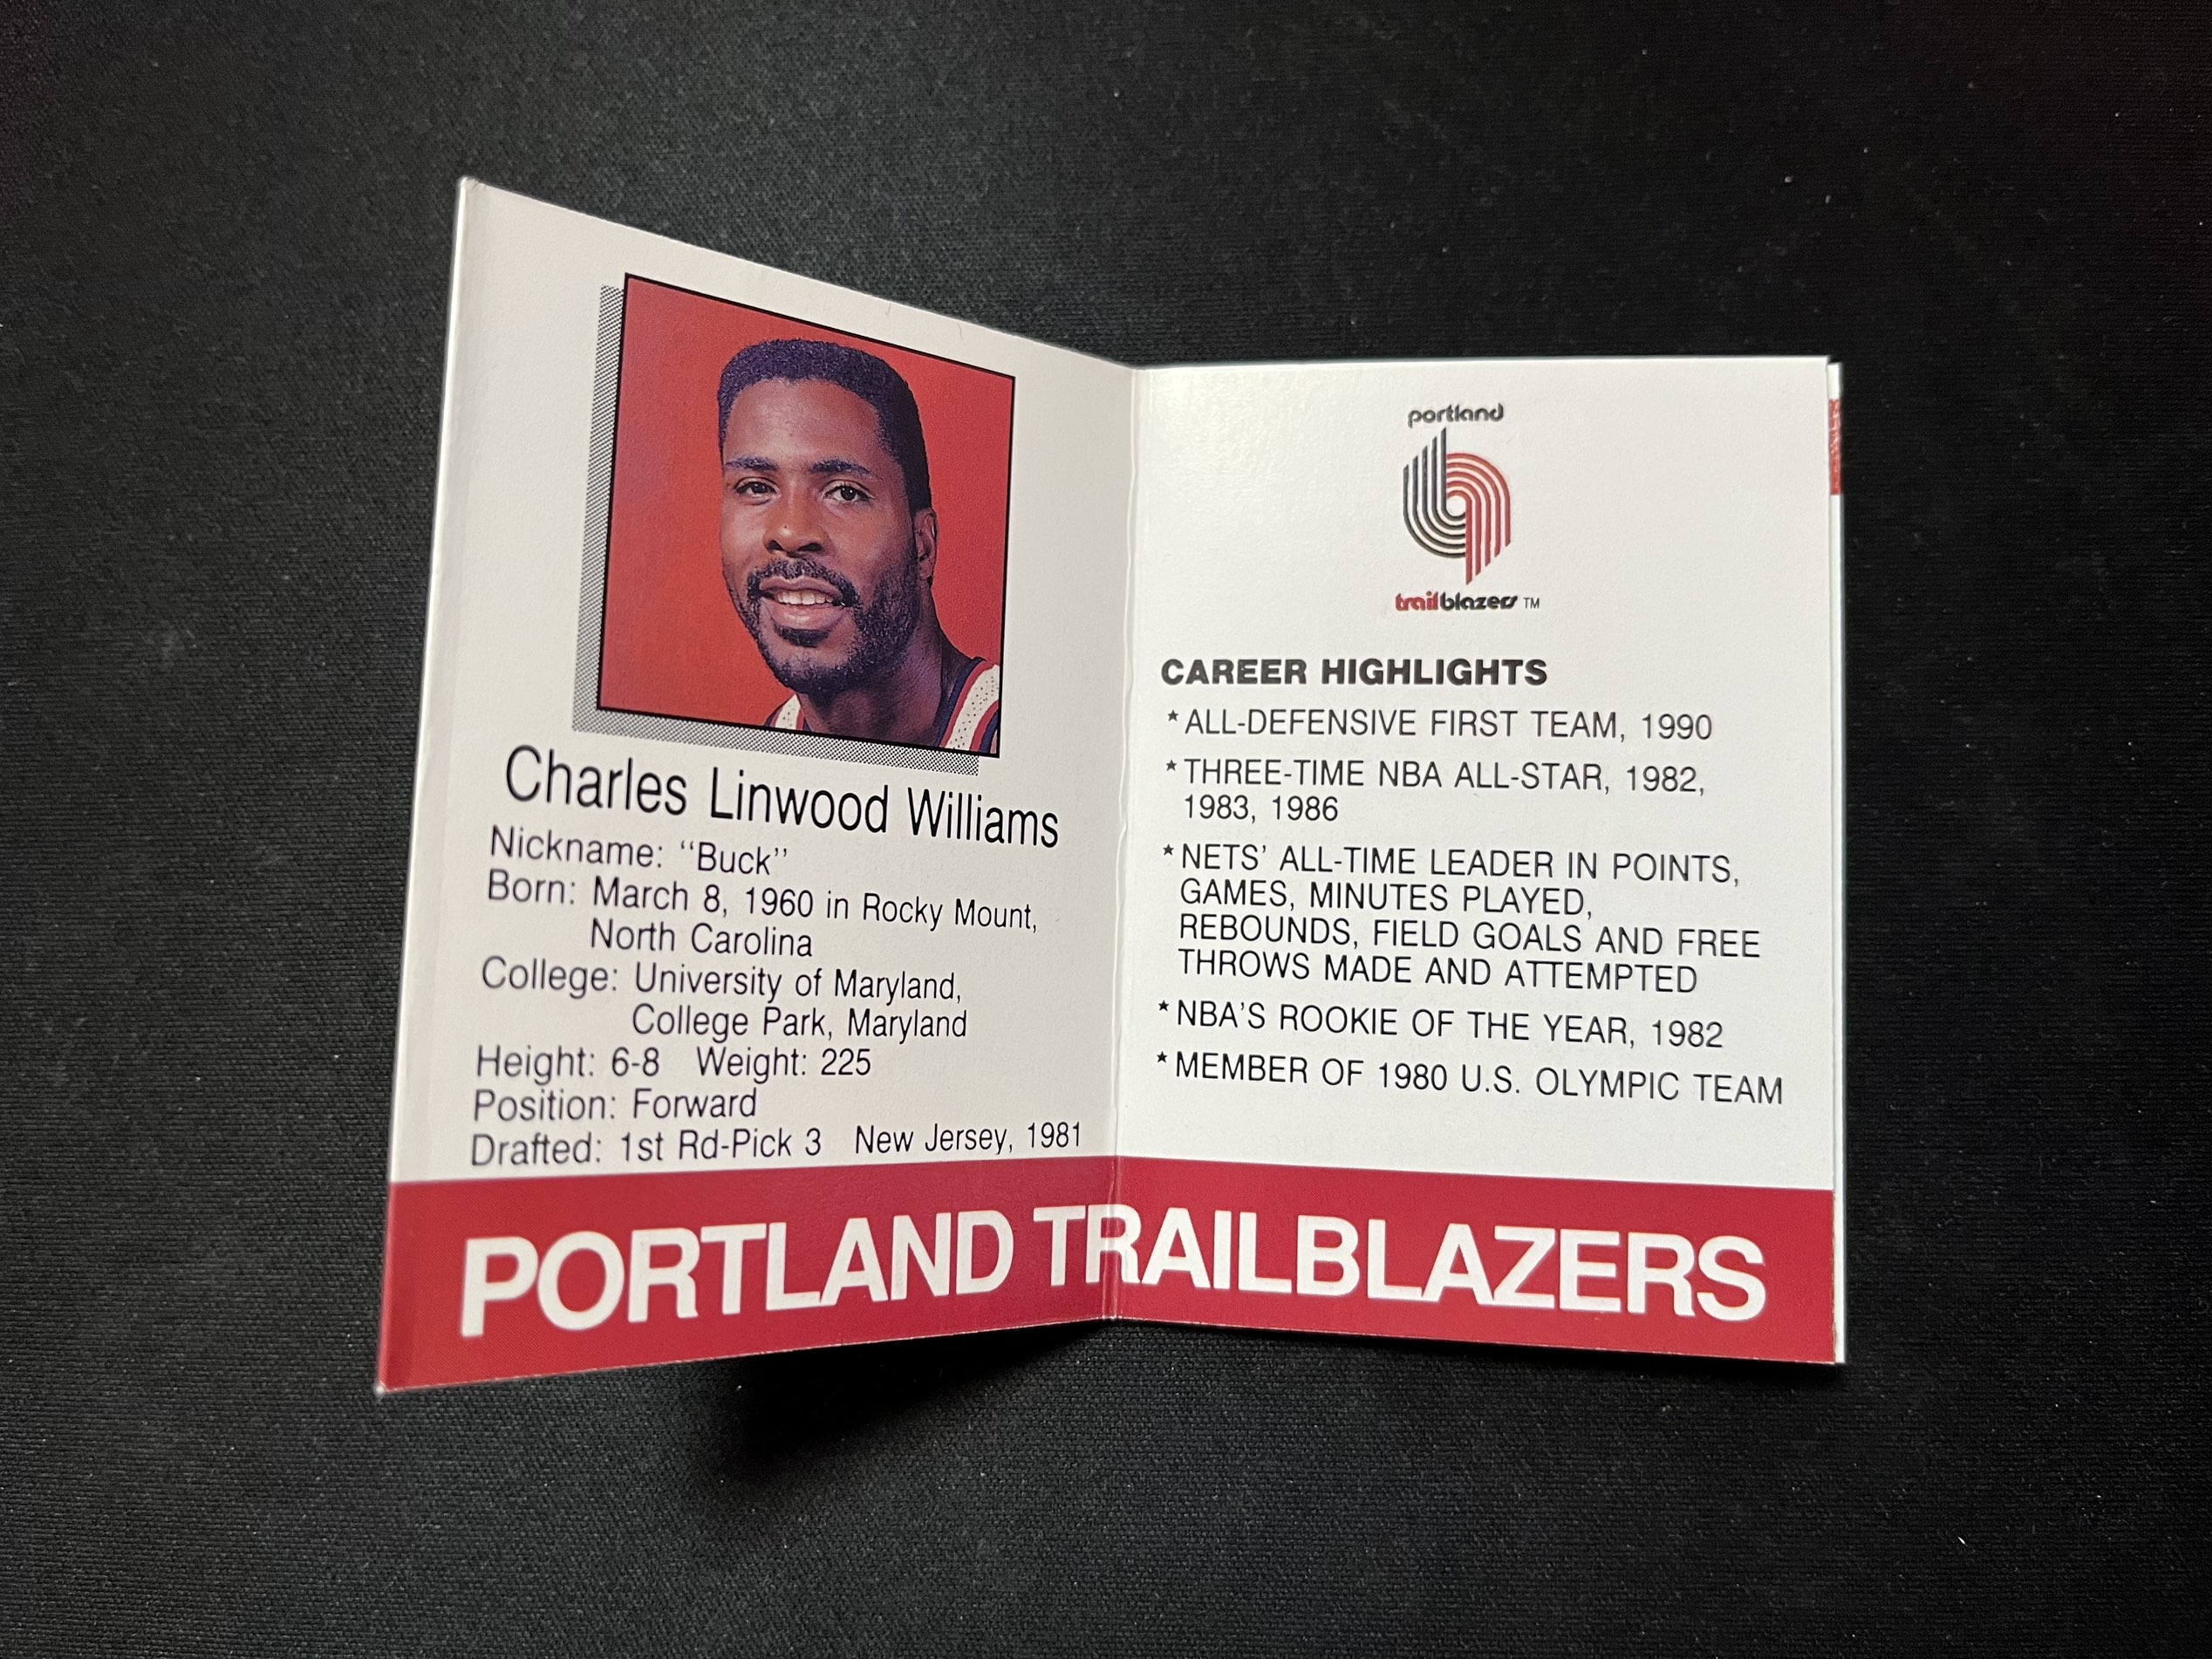 Charles Linwood Williams
Nickname: "Buck"
Born: March 8, 1960 in Rocky Mount,
North Carolina
College: University of Maryland,
College Park, Maryland
Height: 6-8 Weight: 225
Position: Forward
Drafted: 1st Rd-Pick 3 New Jersey, 1981
portland
trailblazers TM
CAREER HIGHLIGHTS
* ALL-DEFENSIVE FIRST TEAM, 1990
* THREE-TIME NBA ALL-STAR, 1982,
1983, 1986
* NETS' ALL-TIME LEADER IN POINTS,
GAMES, MINUTES PLAYED,
REBOUNDS, FIELD GOALS AND FREE
THROWS MADE AND ATTEMPTED
* NBA'S ROOKIE OF THE YEAR, 1982
* MEMBER OF 1980 U.S. OLYMPIC TEAM
PORTLAND TRAILBLAZERS